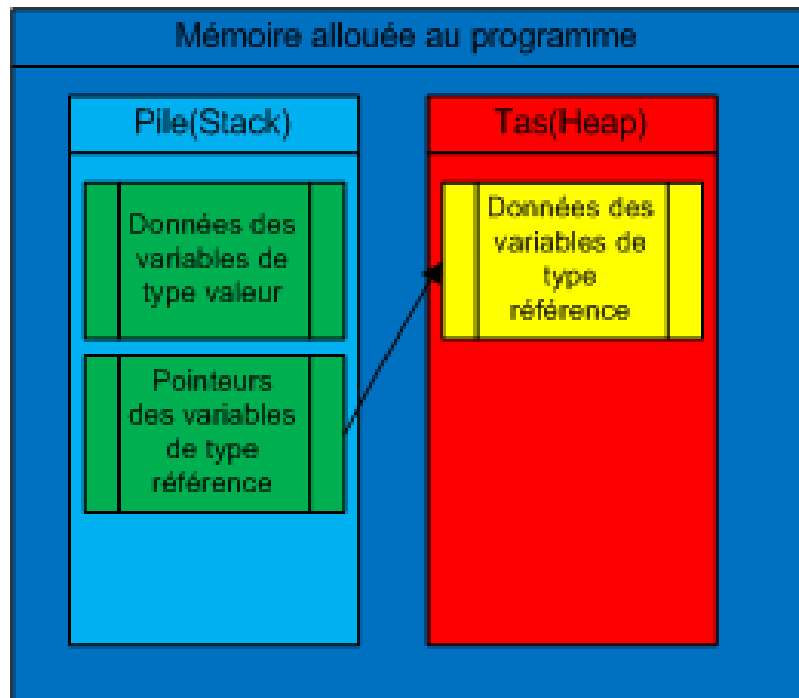 Mémoire allouée au programme
Pile(Stack)
Données des
variables de
type valeur
Pointeurs
des variables
de type
référence
Tas(Heap)
Données des
variables de
type
référence